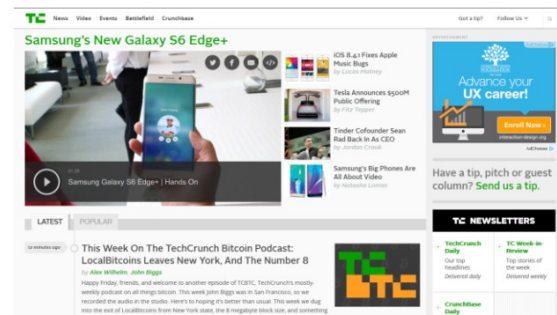 TC News Video Events Battlefield Crunchbase Got a tip? Follow Us
Samsung's New Galaxy S6 Edge+
Samsung Galaxy S6 Edge+ | Hands On
iOS 8.4.1 Fixes Apple
Music Bugs
by Lucas Matney
Tesla Announces $500M
Public Offering
by Fitz Tepper
Tinder Cofounder Sean
Rad Back In As CEO
by Jordan Crook
Samsung's Big Phones Are
All About Video
by Natasha Lomas
ADVERTISEMENT
AdChoices
Advance your
UX career!
Enroll Now
interaction-design.org
AdChoices
Have a tip, pitch or guest
column? Send us a tip.
TC NEWSLETTERS
TechCrunch
Daily
Our top
headlines
Delivered daily
TC Week-in-
Review
Top stories of
the week
Delivered weekly
CrunchBase
Daily
LATEST POPULAR
12 minutes ago
This Week On The TechCrunch Bitcoin Podcast:
LocalBitcoins Leaves New York, And The Number 8
by Alex Wilhelm, John Biggs
Happy Friday, friends, and welcome to another episode of TCBTC, TechCrunch's mostly-
weekly podcast on all things bitcoin. This week John Biggs was in San Francisco, so we
recorded the audio in the studio. Here's to hoping it's better than usual. This week we dug
into the exit of LocalBitcoins from New York state, the 8 megabyte block size, and something
TC
BTC